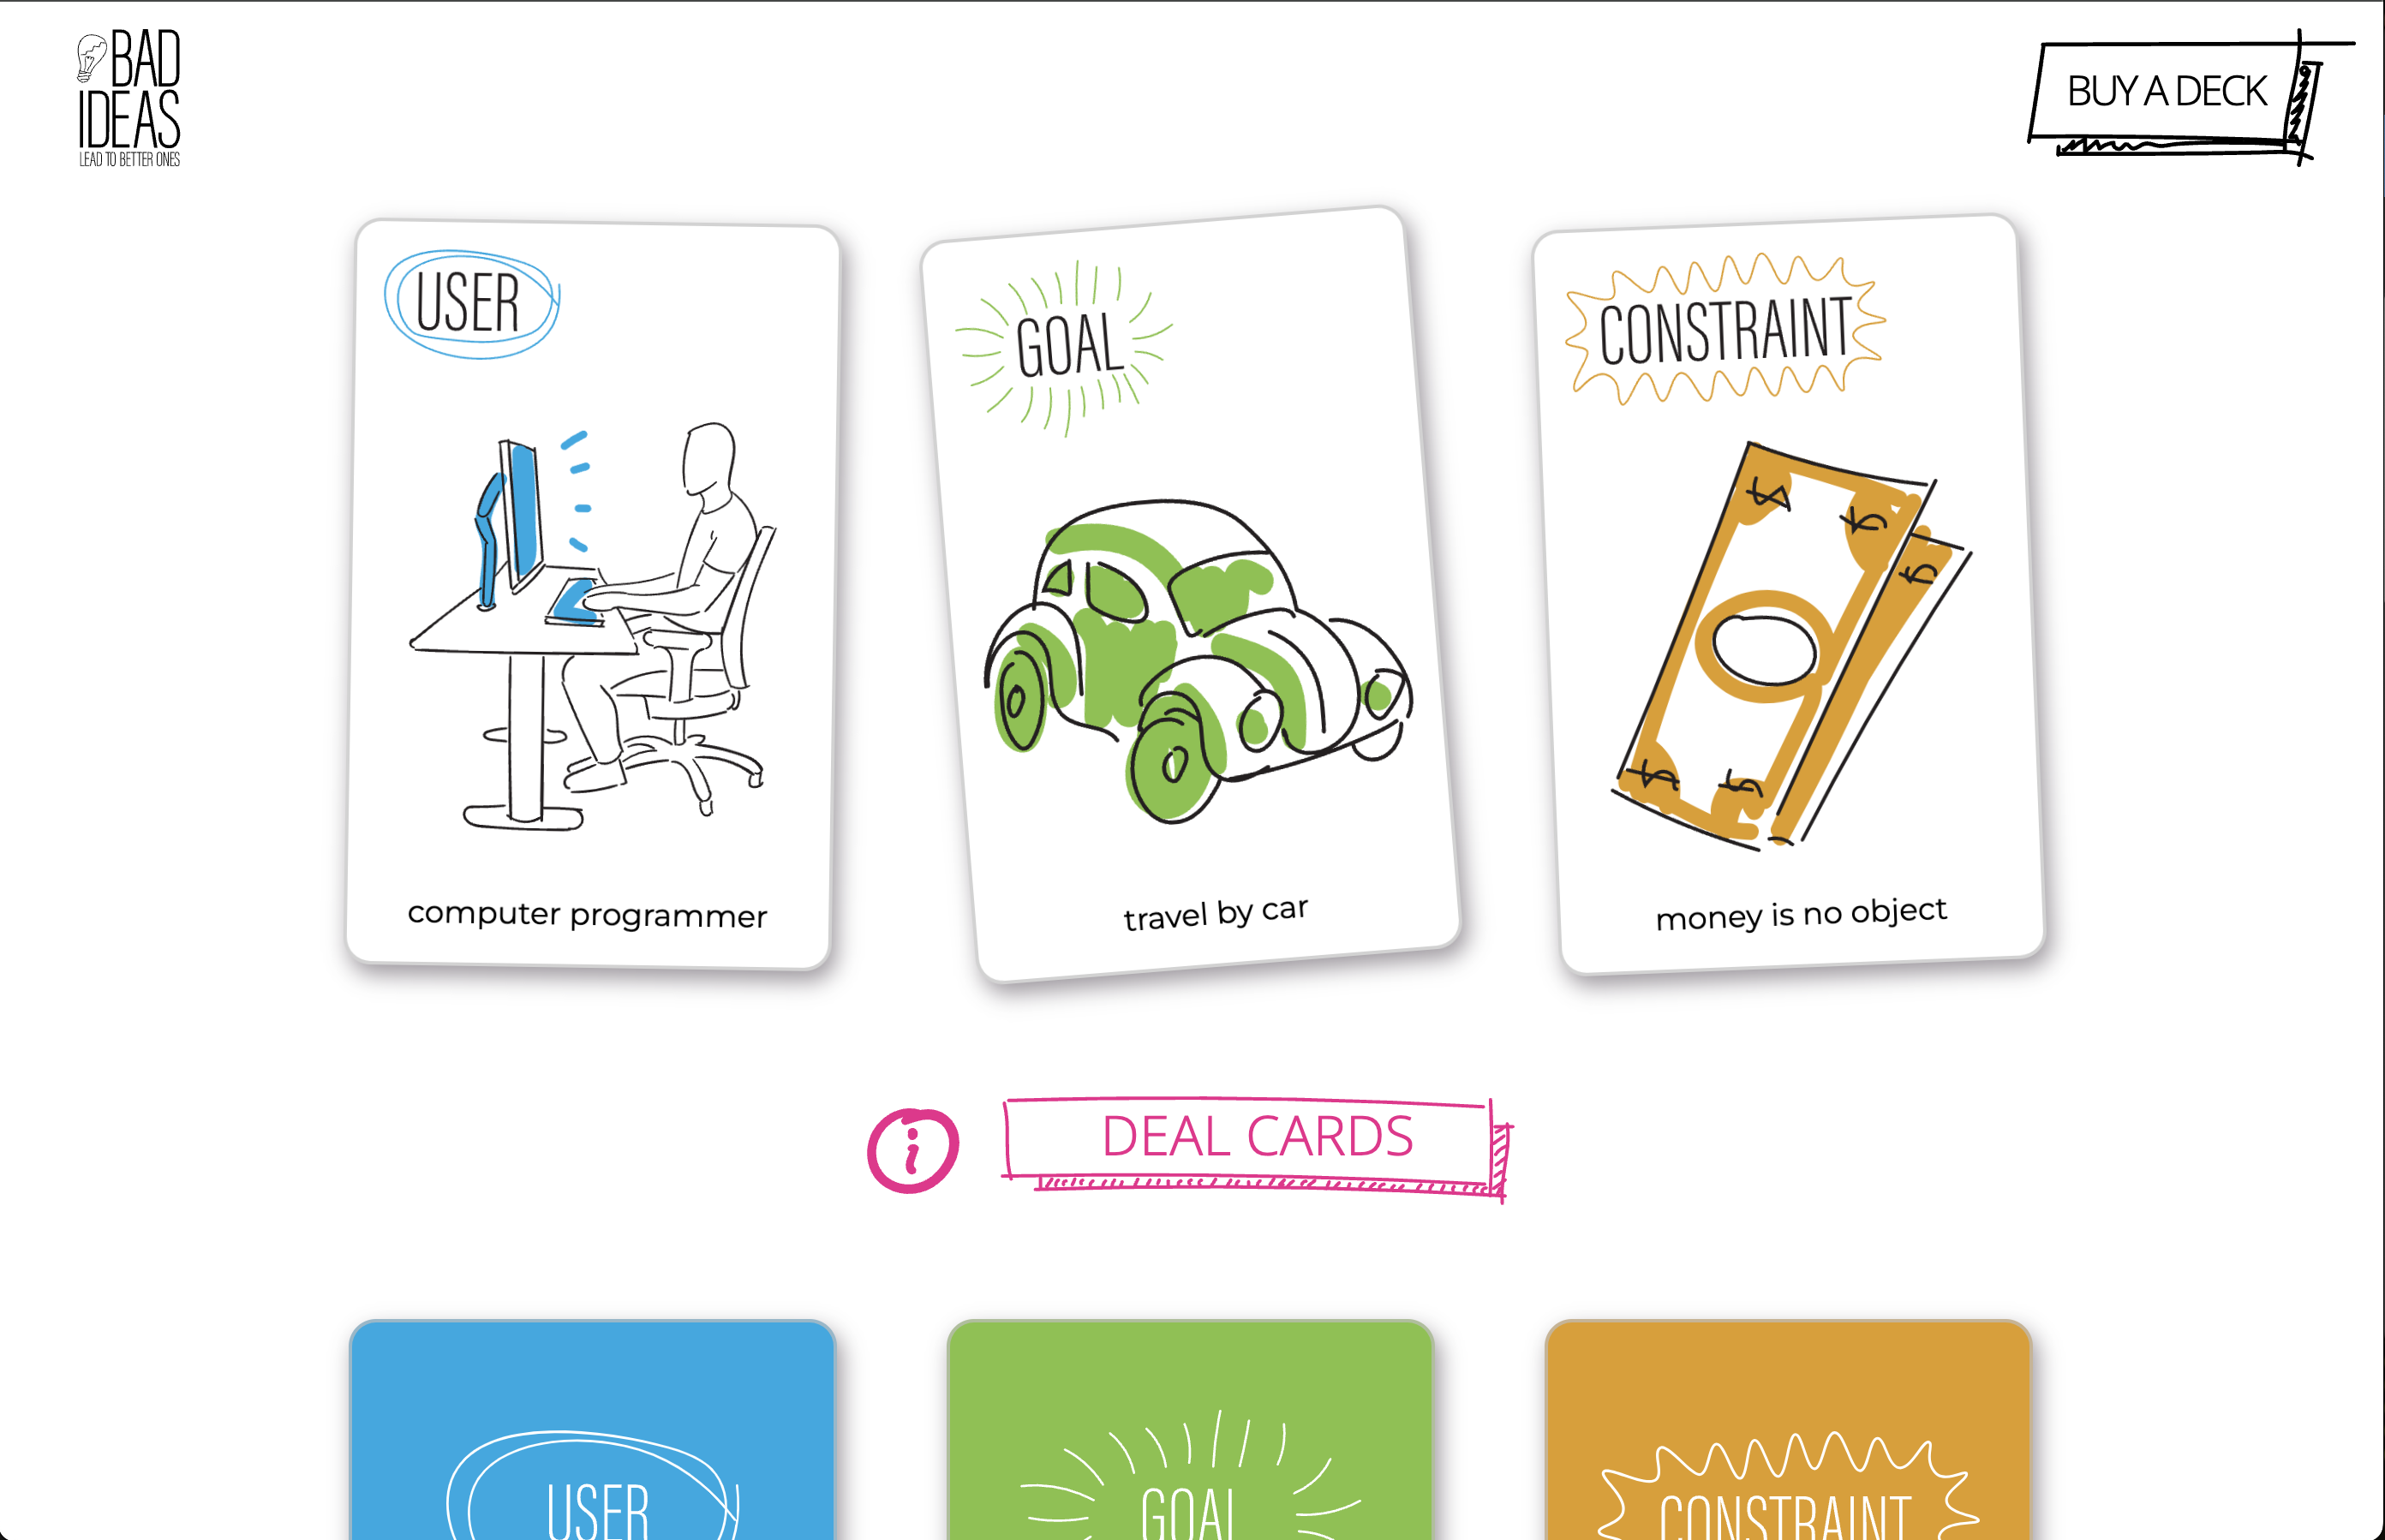 BAD
IDEAS
LEAD TO BETTER ONES
BUY A DECK
USER
GOAL
CONSTRAINT
$ $
$
$ $
computer programmer
travel by car
money is no object
i
DEAL CARDS
USER
GOAL
CONSTRAINT